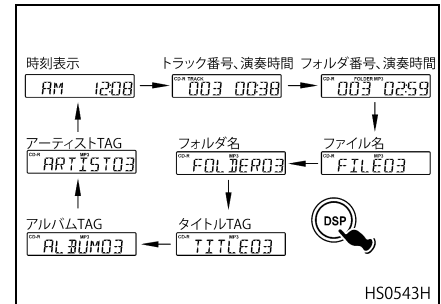 時刻表示
AM 12:08
トラック番号、演奏時間
CD-R TRACK
003 00:38
フォルダ番号、演奏時間
CD-R FOLDER MP3
003 02:59
ファイル名
CD-R MP3
FILE03
フォルダ名
CD-R MP3
FOLDER03
タイトルTAG
CD-R MP3
TITLE03
アルバムTAG
CD-R MP3
ALBUM03
アーティストTAG
CD-R MP3
ARTIST03
DSP
HS0543H